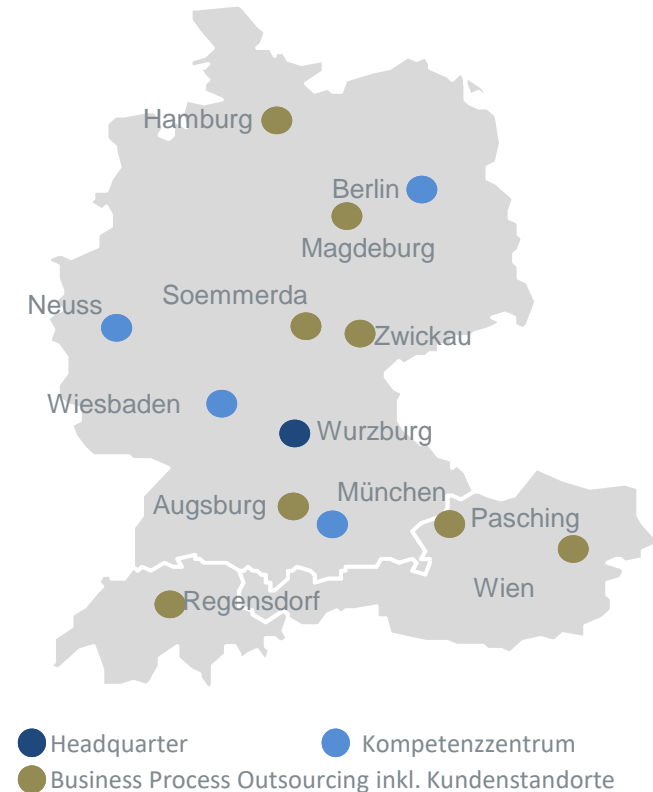 Hamburg
Berlin
Magdeburg
Soemmerda
Neuss
Zwickau
Wiesbaden
Wurzburg
München
Augsburg
Pasching
Wien
Regensdorf
Headquarter
Kompetenzzentrum
Business Process Outsourcing inkl. Kundenstandorte